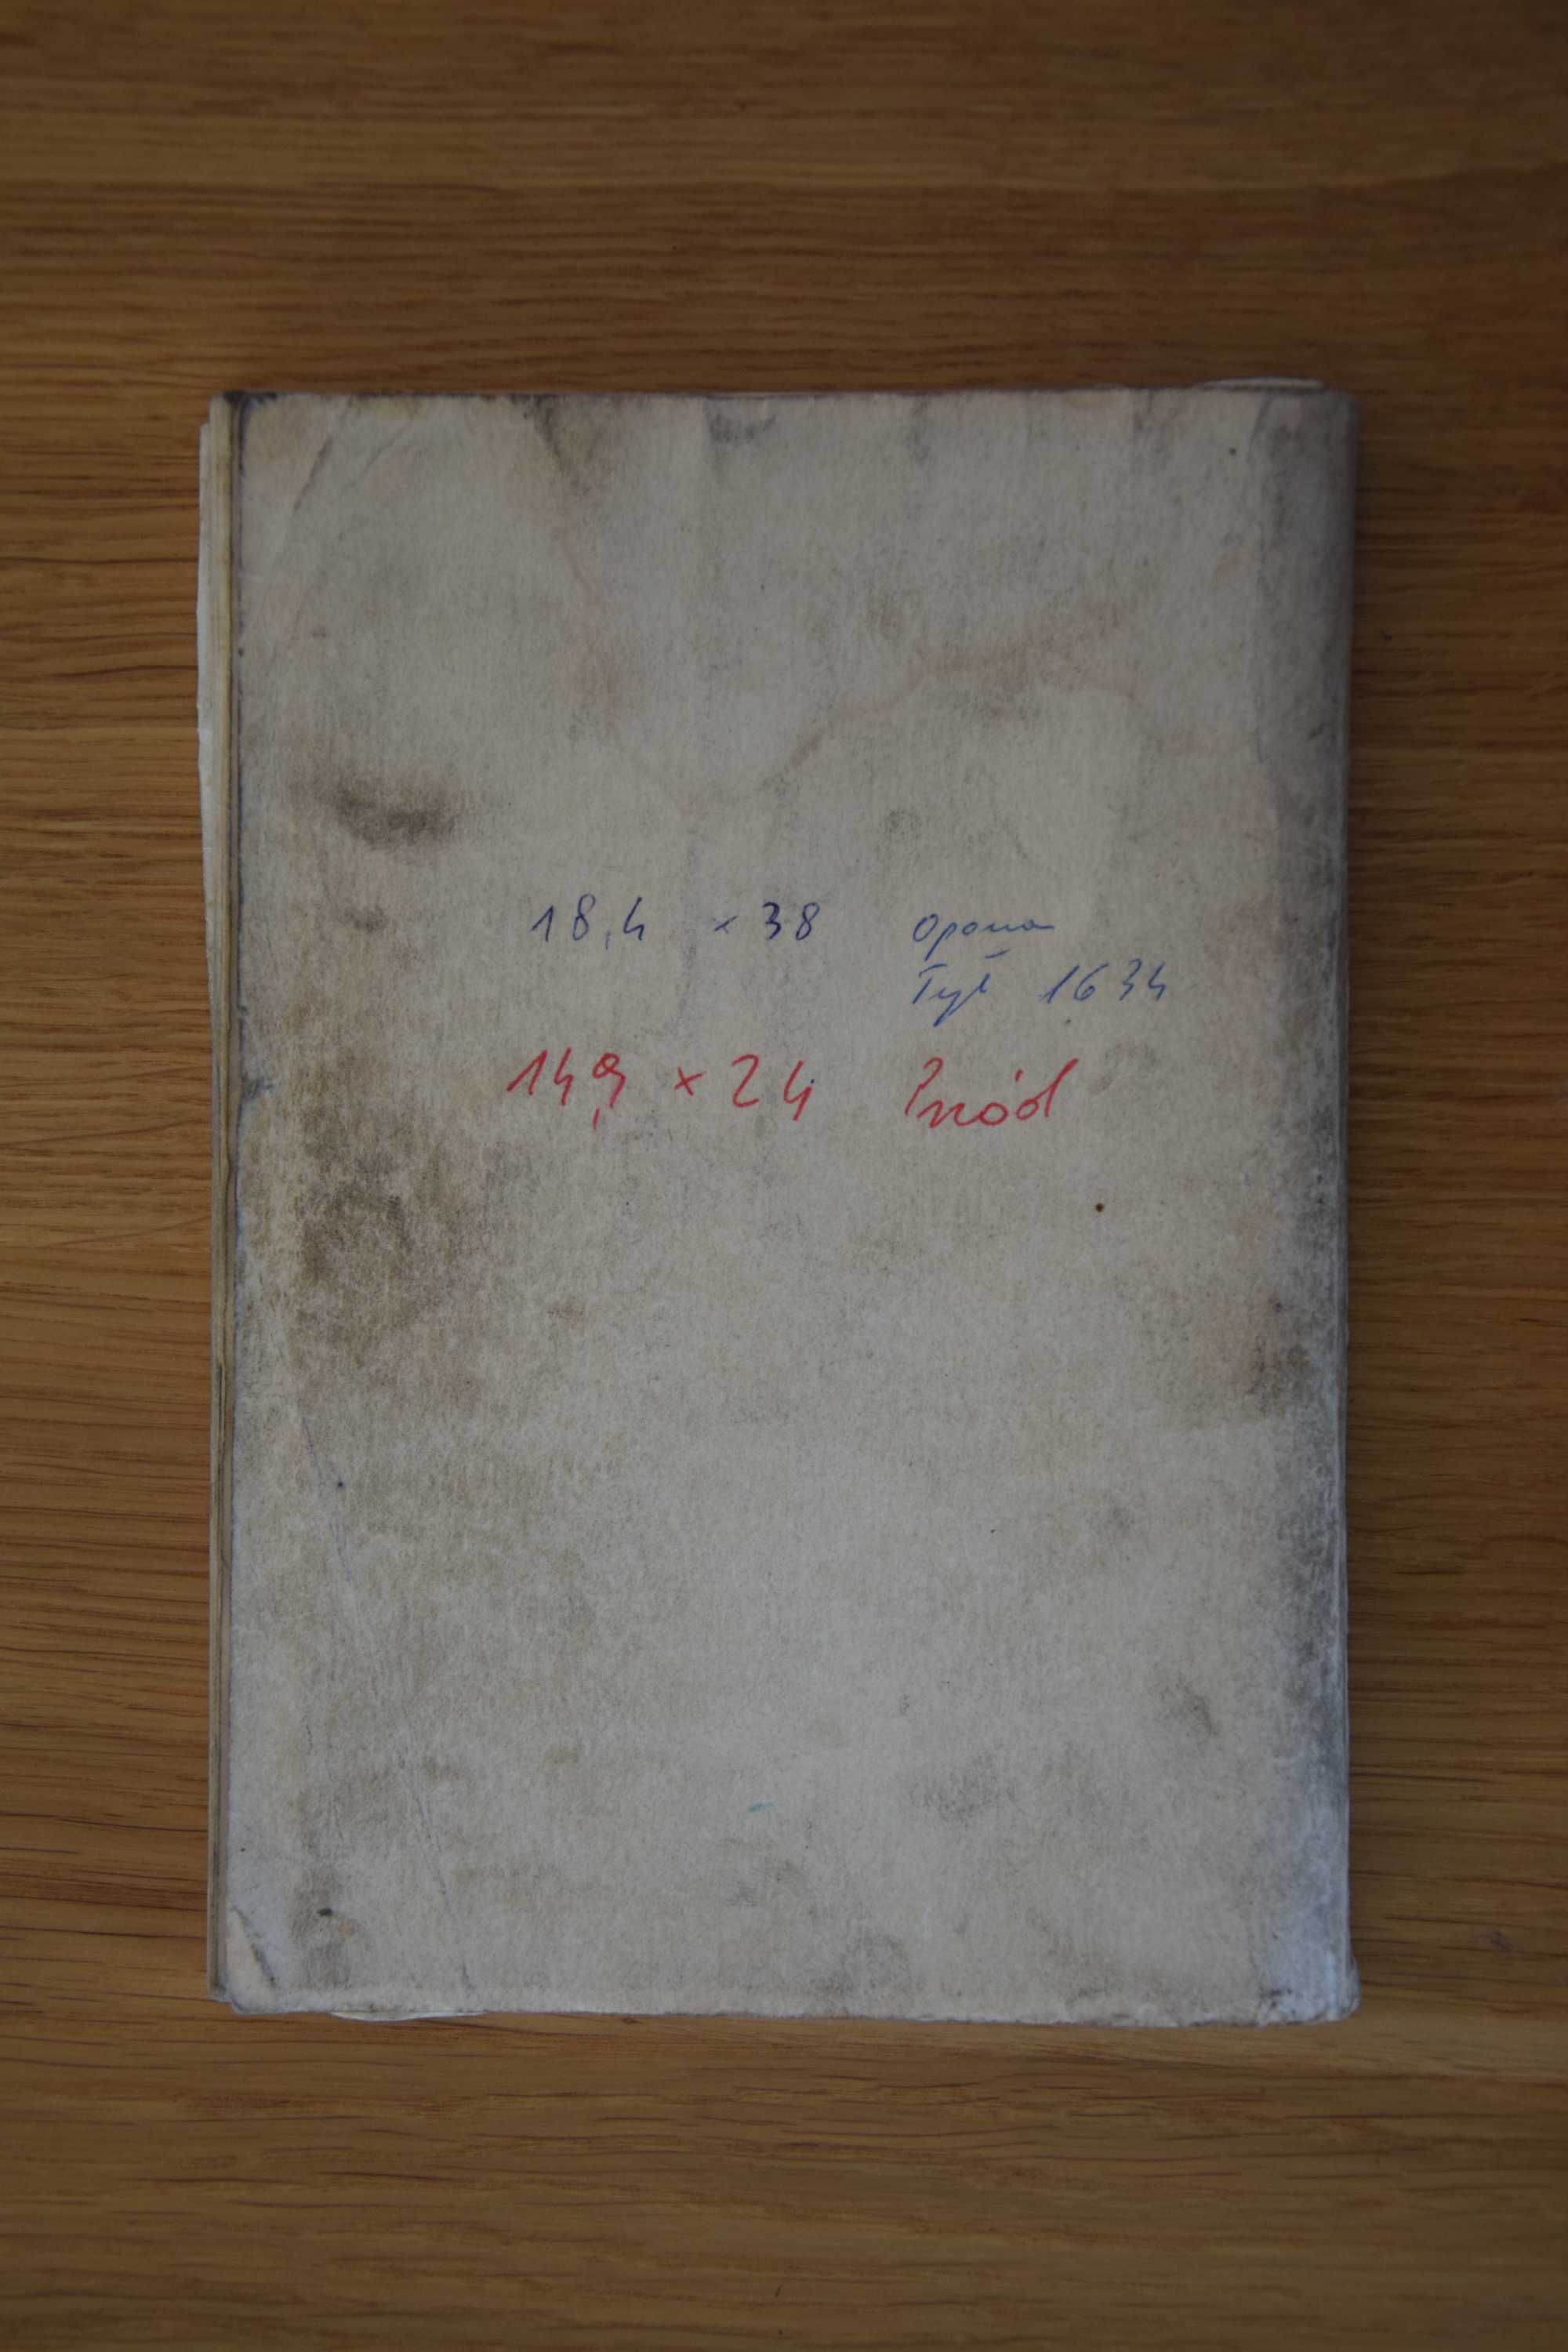 18,4 × 38 opona
Tył 1634
14,9 × 24 Przód